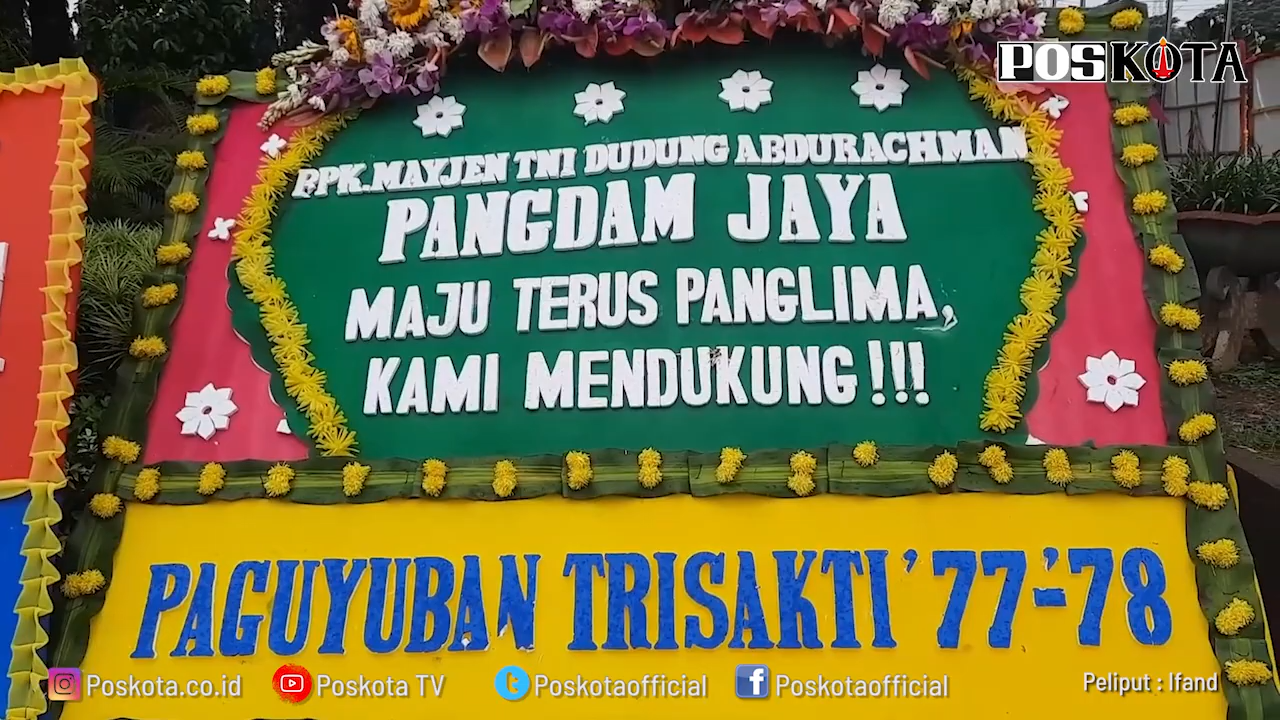 POSKOTA
BPK.MAYJEN TNI DUDUNG ABDURACHMAN
PANGDAM JAYA
MAJU TERUS PANGLIMA,
KAMI MENDUKUNG!!!
PAGUYUBAN TRISAKTI '77-'78
Poskota.co.id Poskota TV Poskotaofficial Poskotaofficial Peliput : Ifand